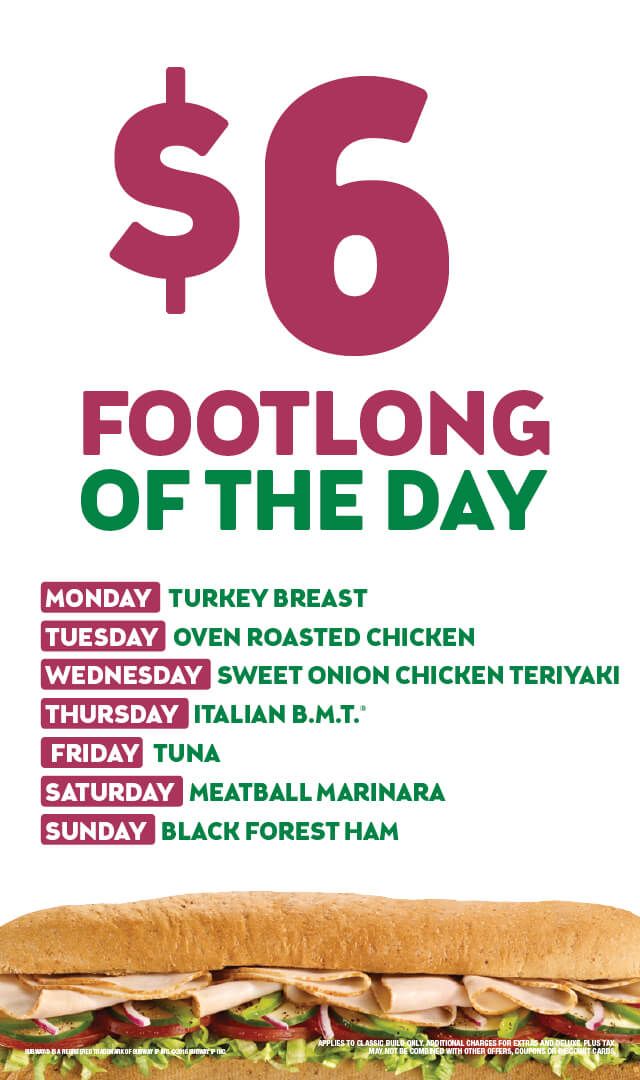 $6
FOOTLONG
OF THE DAY
MONDAY TURKEY BREAST
TUESDAY OVEN ROASTED CHICKEN
WEDNESDAY SWEET ONION CHICKEN TERIYAKI
THURSDAY ITALIAN B.M.T.®
FRIDAY TUNA
SATURDAY MEATBALL MARINARA
SUNDAY BLACK FOREST HAM
APPLIES TO CLASSIC BUILD ONLY. ADDITIONAL CHARGES FOR EXTRAS AND DELUXE. PLUS TAX
MAY NOT BE COMBINED WITH OTHER OFFERS, COUPONS OR DISCOUNT CARDS.
SUBWAY® IS A REGISTERED TRADEMARK OF SUBWAY IP INC. ©2016 SUBWAY IP INC.